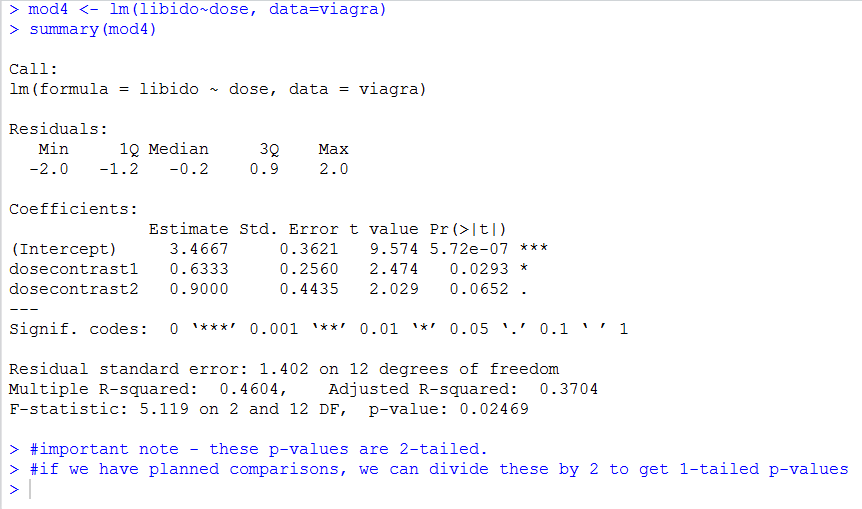 > mod4 <- lm(libido~dose, data=viagra)
> summary(mod4)
Call:
lm(formula = libido ~ dose, data = viagra)
Residuals:
   Min     1Q Median     3Q    Max
  -2.0   -1.2   -0.2    0.9    2.0
Coefficients:
              Estimate Std. Error t value Pr(>|t|)
(Intercept)     3.4667     0.3621   9.574 5.72e-07 ***
dosecontrast1   0.6333     0.2560   2.474   0.0293 *
dosecontrast2   0.9000     0.4435   2.029   0.0652 .
---
Signif. codes:  0 ‘***’ 0.001 ‘**’ 0.01 ‘*’ 0.05 ‘.’ 0.1 ‘ ’ 1
Residual standard error: 1.402 on 12 degrees of freedom
Multiple R-squared:  0.4604,    Adjusted R-squared:  0.3704
F-statistic: 5.119 on 2 and 12 DF,  p-value: 0.02469
> #important note - these p-values are 2-tailed.
> #if we have planned comparisons, we can divide these by 2 to get 1-tailed p-values
>